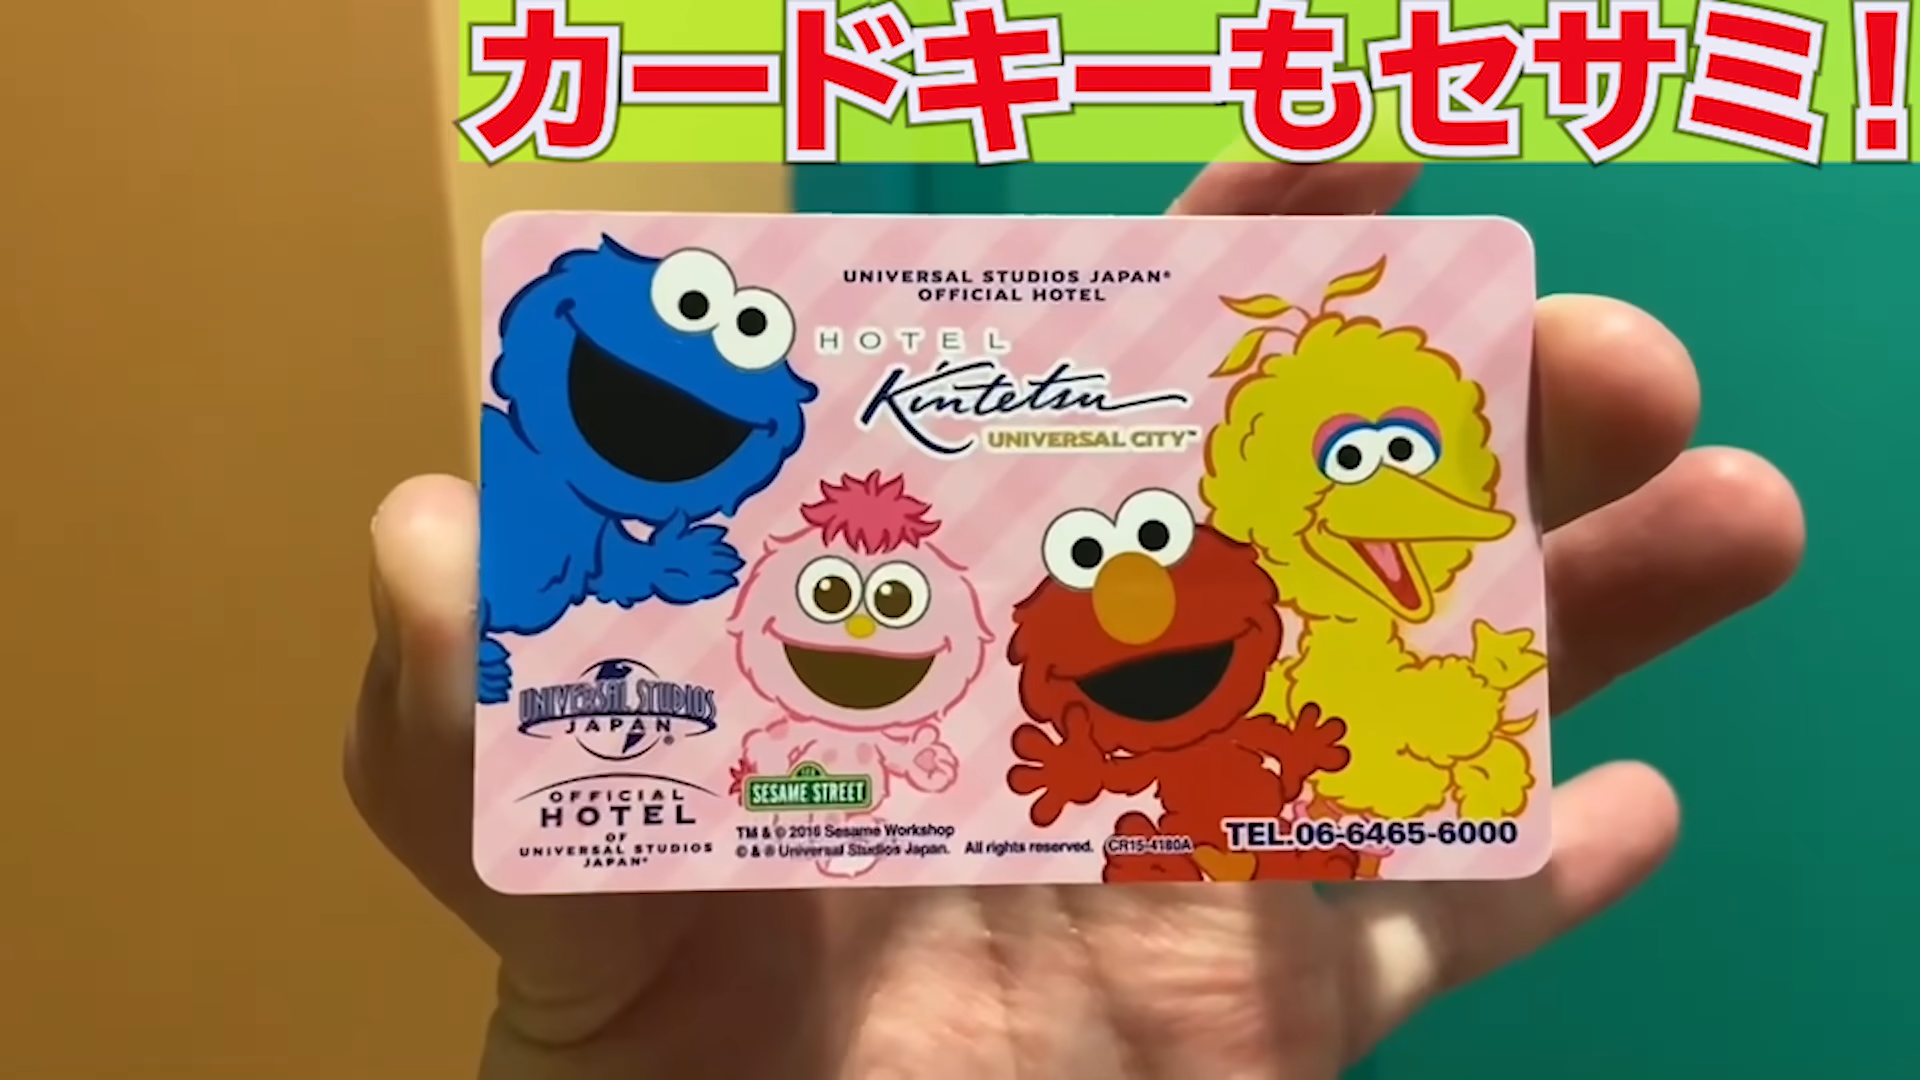 カードキーもセサミ!
UNIVERSAL STUDIOS JAPAN®
OFFICIAL HOTEL
HOTEL
Kintetsu
UNIVERSAL CITY™
UNIVERSAL STUDIOS
JAPAN®
OFFICIAL
HOTEL
OF
UNIVERSAL STUDIOS
JAPAN®
SESAME STREET
TM & © 2016 Sesame Workshop
© & ® Universal Studios Japan. All rights reserved. CR15-4180A
TEL.06-6465-6000